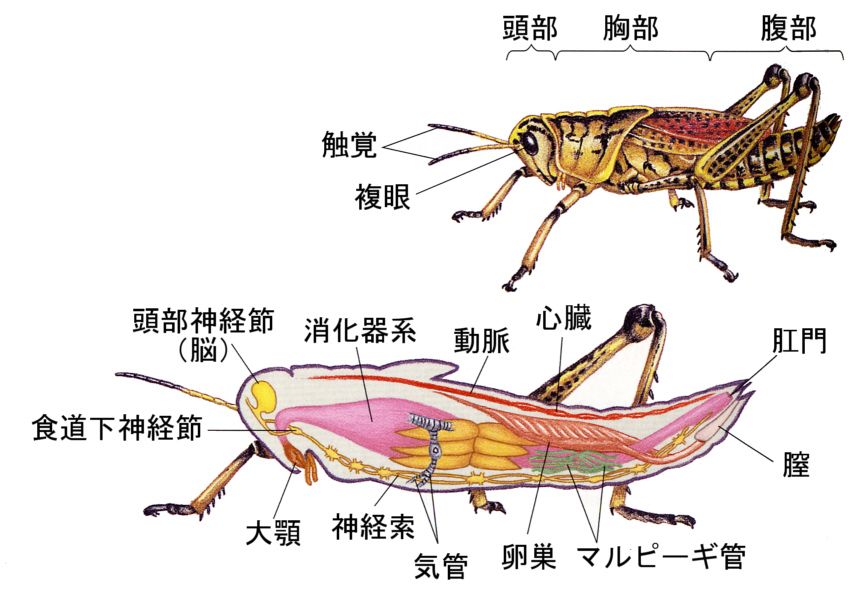 頭部
胸部
腹部
触覚
複眼
頭部神経節
（脳）
消化器系
動脈
心臓
肛門
食道下神経節
膣
大顎
神経索
気管
卵巣
マルピーギ管